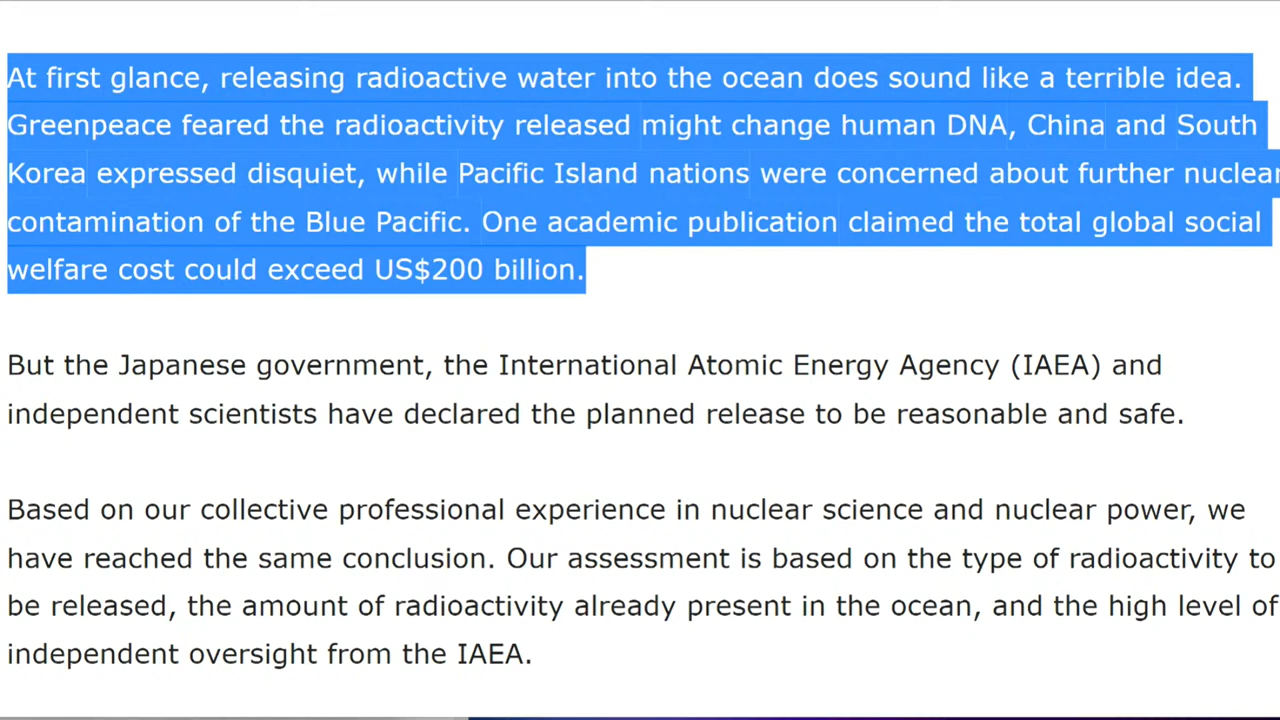 At first glance, releasing radioactive water into the ocean does sound like a terrible idea.
Greenpeace feared the radioactivity released might change human DNA, China and South
Korea expressed disquiet, while Pacific Island nations were concerned about further nuclear
contamination of the Blue Pacific. One academic publication claimed the total global social
welfare cost could exceed US$200 billion.
But the Japanese government, the International Atomic Energy Agency (IAEA) and
independent scientists have declared the planned release to be reasonable and safe.
Based on our collective professional experience in nuclear science and nuclear power, we
have reached the same conclusion. Our assessment is based on the type of radioactivity to
be released, the amount of radioactivity already present in the ocean, and the high level of
independent oversight from the IAEA.